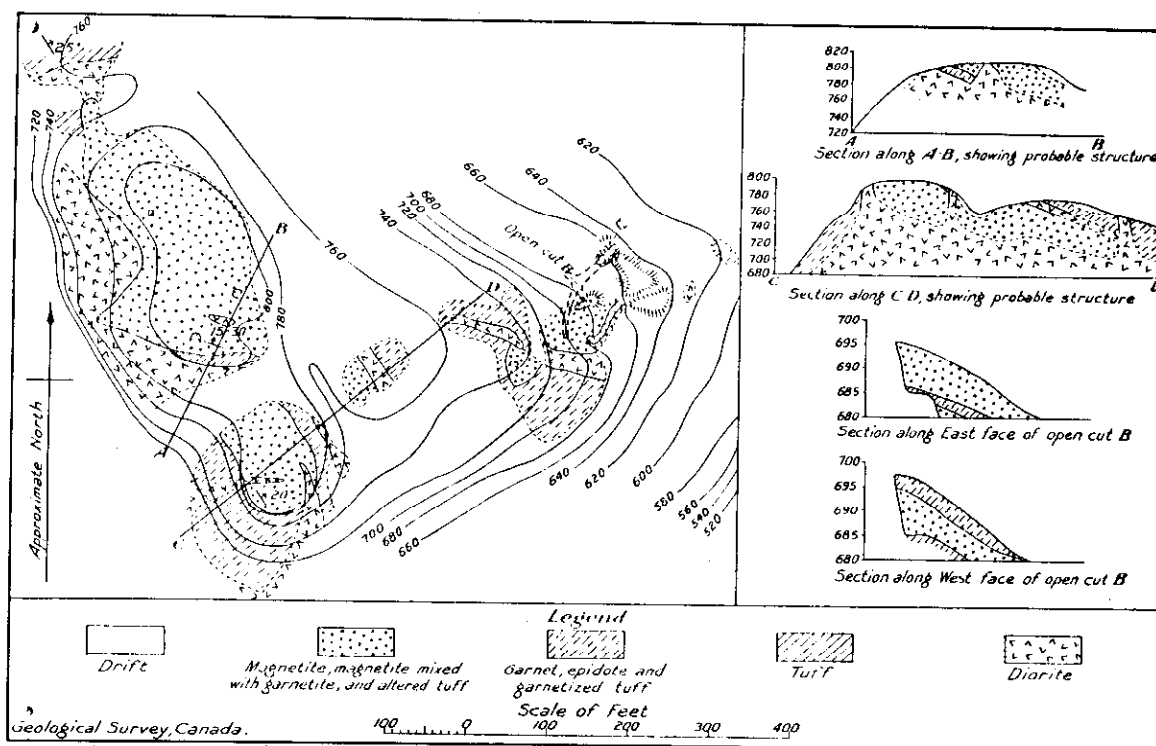 760
25°
720
740
B
A
15°-30°
800
780
760
740
720
700
680
660
640
620
Open cut B
C
D
C
20°
700
680
660
640
620
600
580
560
540
520
Approximate North
820
800
780
760
740
720
A
B
Section along A-B, showing probable structure
800
780
760
740
720
700
680
C
Section along C-D, showing probable structure
700
695
690
685
680
Section along East face of open cut B
700
695
690
685
680
Section along West face of open cut B
Legend
Drift
Magnetite, magnetite mixed
with garnetite, and altered tuff
Garnet, epidote and
garnetized tuff
Tuff
Diorite
Geological Survey, Canada.
Scale of Feet
100 0 100 200 300 400